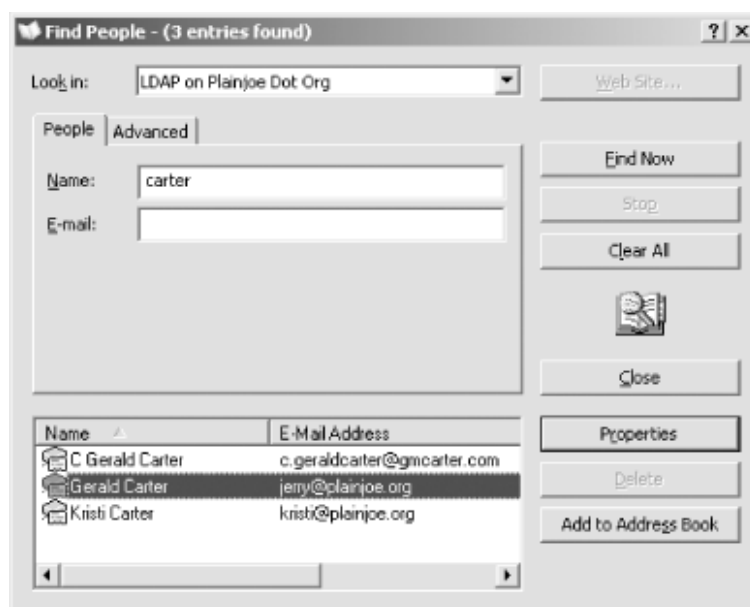 Find People - (3 entries found)
? ×
Look in: LDAP on Plainjoe Dot Org
Web Site...
People Advanced
Find Now
Name: carter
Stop
E-mail:
Clear All
Close
Name E-Mail Address
Properties
C Gerald Carter c.geraldcarter@gmcarter.com
Gerald Carter jerry@plainjoe.org
Delete
Kristi Carter kristi@plainjoe.org
Add to Address Book